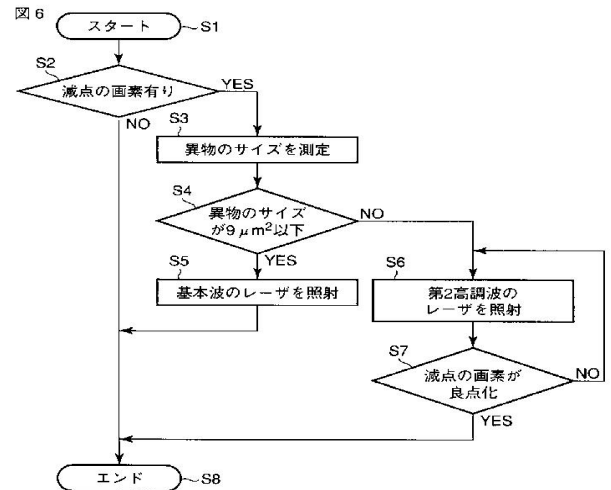 図6
スタート
S1
S2
減点の画素有り
YES
NO
S3
異物のサイズを測定
S4
異物のサイズ
が9μm²以下
NO
YES
S5
基本波のレーザを照射
S6
第2高調波の
レーザを照射
S7
減点の画素が
良点化
NO
YES
エンド
S8